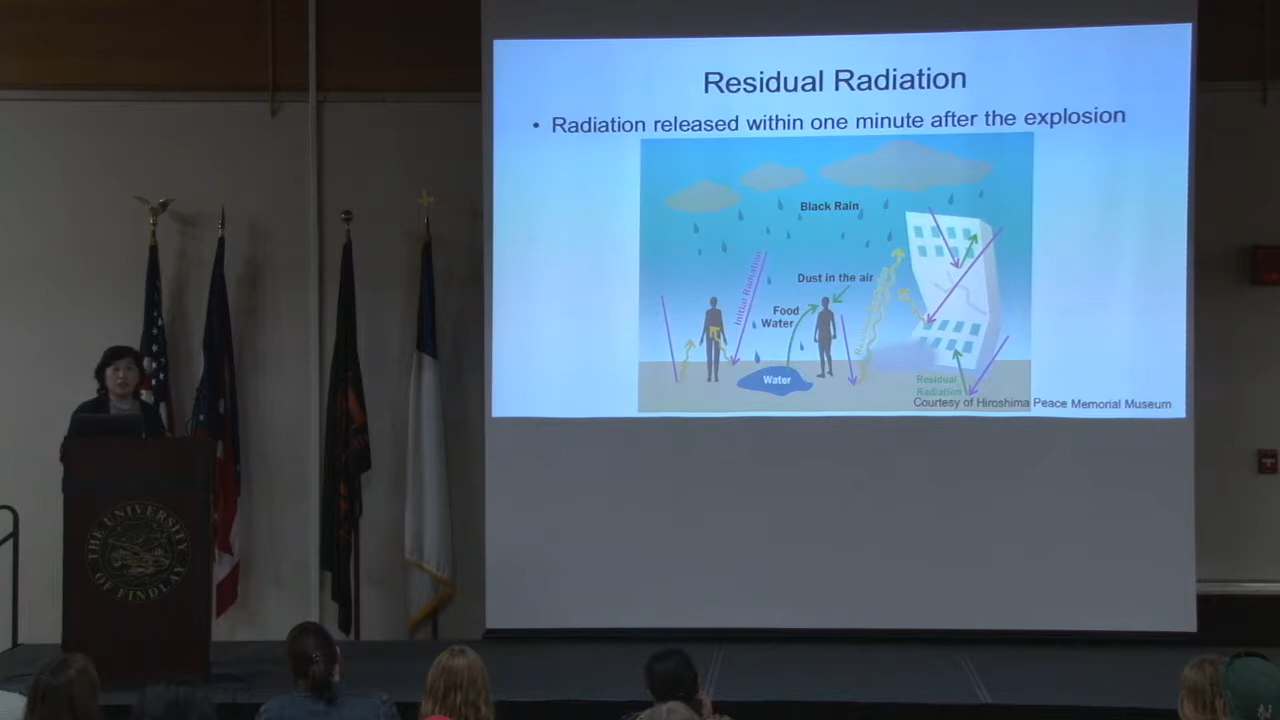 Residual Radiation
• Radiation released within one minute after the explosion
Black Rain
Initial Radiation
Dust in the air
Food
Water
Water
Residual
Radiation
Courtesy of Hiroshima Peace Memorial Museum
THE UNIVERSITY
OF FINDLAY